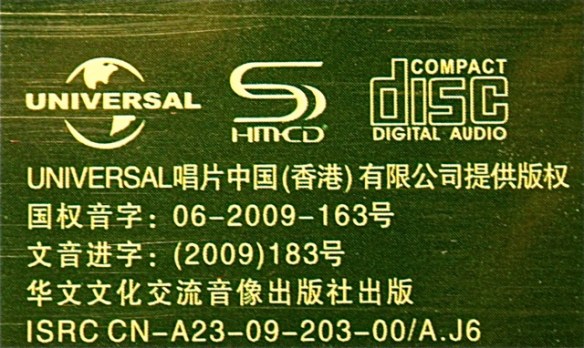 UNIVERSAL
HMCD
COMPACT
disc
DIGITAL AUDIO
UNIVERSAL唱片中国(香港)有限公司提供版权
国权音字：06-2009-163号
文音进字：(2009)183号
华文文化交流音像出版社出版
ISRC CN-A23-09-203-00/A.J6